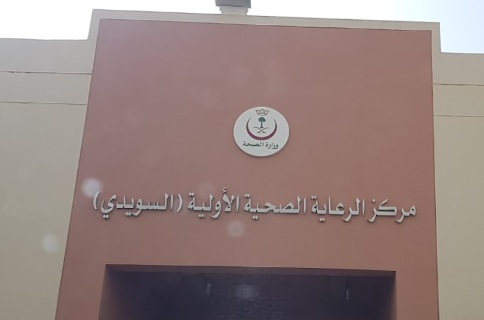 وزارة الصحة
مركز الرعاية الصحية الأولية (السويدي)